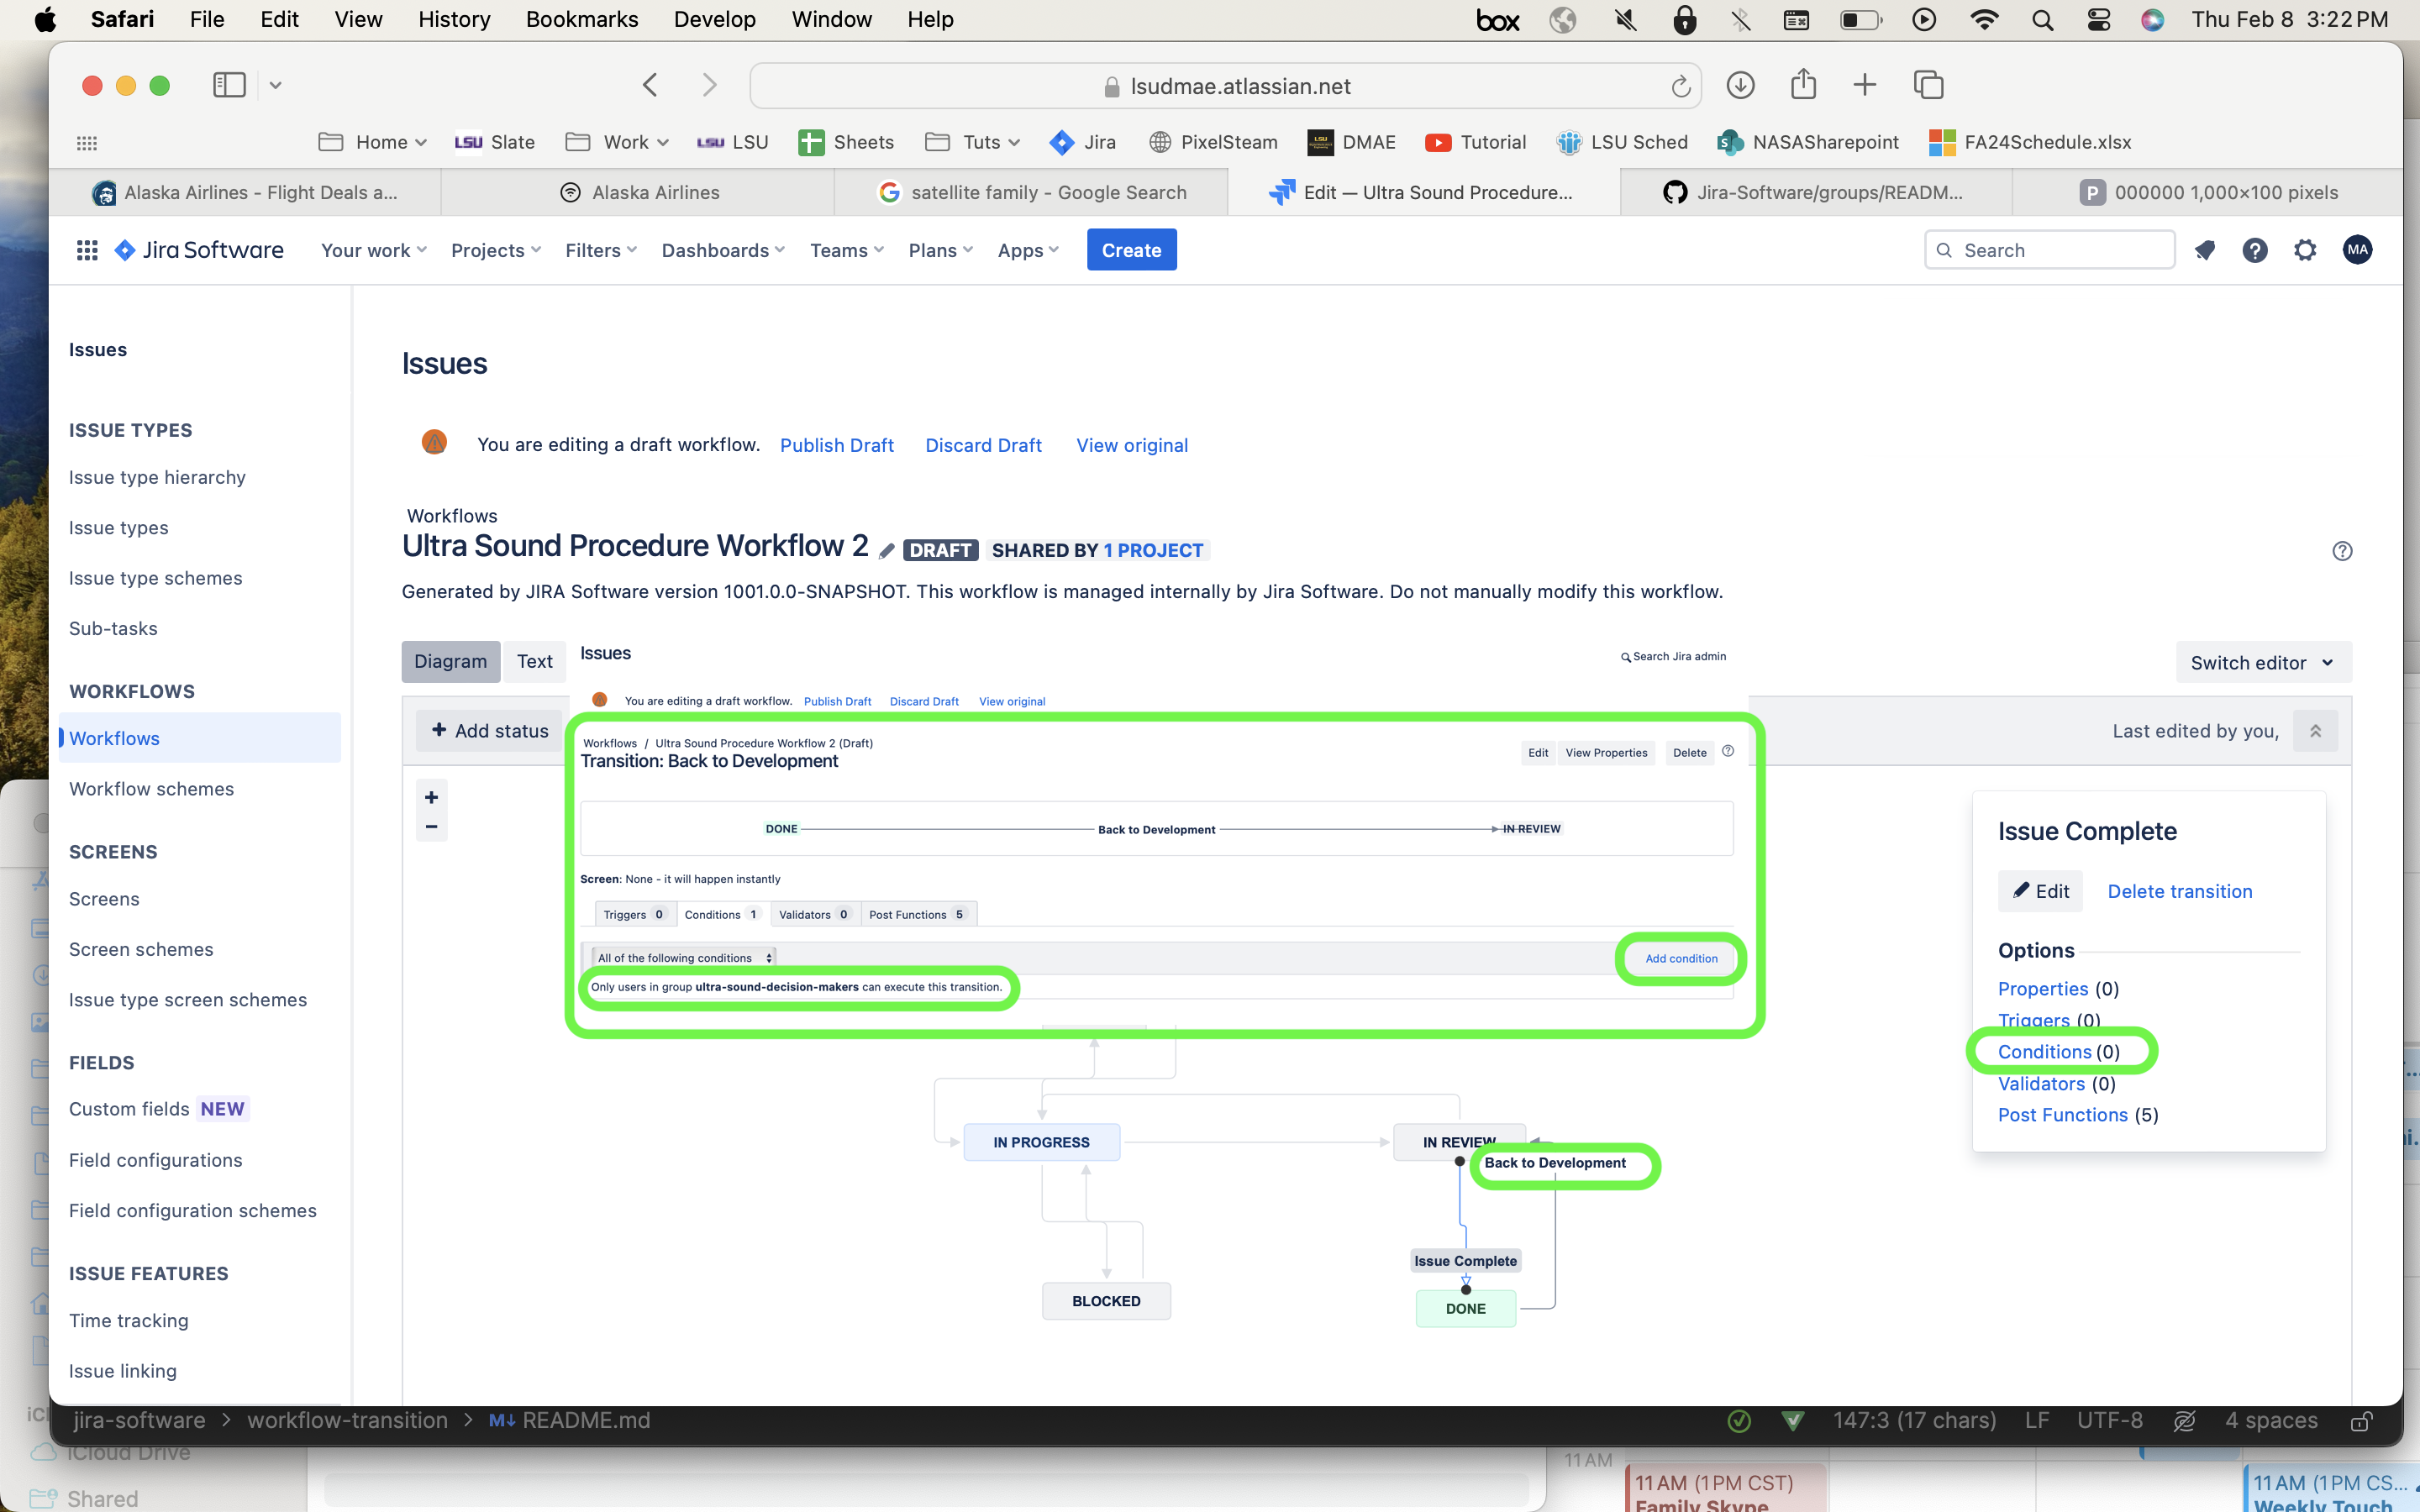 Safari File Edit View History Bookmarks Develop Window Help box Thu Feb 8 3:22 PM
lsudmae.atlassian.net
Home LSU Slate Work LSU LSU Sheets Tuts Jira PixelSteam DMAE Tutorial LSU Sched NASASharepoint FA24Schedule.xlsx
Alaska Airlines - Flight Deals a... Alaska Airlines satellite family - Google Search Edit — Ultra Sound Procedure... Jira-Software/groups/READM... P 000000 1,000×100 pixels
Jira Software Your work Projects Filters Dashboards Teams Plans Apps Create Search MA
Issues
ISSUE TYPES
Issue type hierarchy
Issue types
Issue type schemes
Sub-tasks
WORKFLOWS
Workflows
Workflow schemes
SCREENS
Screens
Screen schemes
Issue type screen schemes
FIELDS
Custom fields NEW
Field configurations
Field configuration schemes
ISSUE FEATURES
Time tracking
Issue linking
Issues
You are editing a draft workflow. Publish Draft Discard Draft View original
Workflows
Ultra Sound Procedure Workflow 2 DRAFT SHARED BY 1 PROJECT
Generated by JIRA Software version 1001.0.0-SNAPSHOT. This workflow is managed internally by Jira Software. Do not manually modify this workflow.
Diagram Text Switch editor
+ Add status Last edited by you,
+
−
Issues Search Jira admin
You are editing a draft workflow. Publish Draft Discard Draft View original
Workflows / Ultra Sound Procedure Workflow 2 (Draft)
Transition: Back to Development Edit View Properties Delete
DONE Back to Development IN REVIEW
Screen: None - it will happen instantly
Triggers 0 Conditions 1 Validators 0 Post Functions 5
All of the following conditions Add condition
Only users in group ultra-sound-decision-makers can execute this transition.
IN PROGRESS IN REVIEW
Back to Development
Issue Complete
BLOCKED DONE
Issue Complete
Edit Delete transition
Options
Properties (0)
Triggers (0)
Conditions (0)
Validators (0)
Post Functions (5)
jira-software > workflow-transition > M↓ README.md 147:3 (17 chars) LF UTF-8 4 spaces
iCloud Drive
Shared
11 AM
11 AM (1 PM CST)
Family Skype
11 AM (1 PM CS...
Weekly Touch